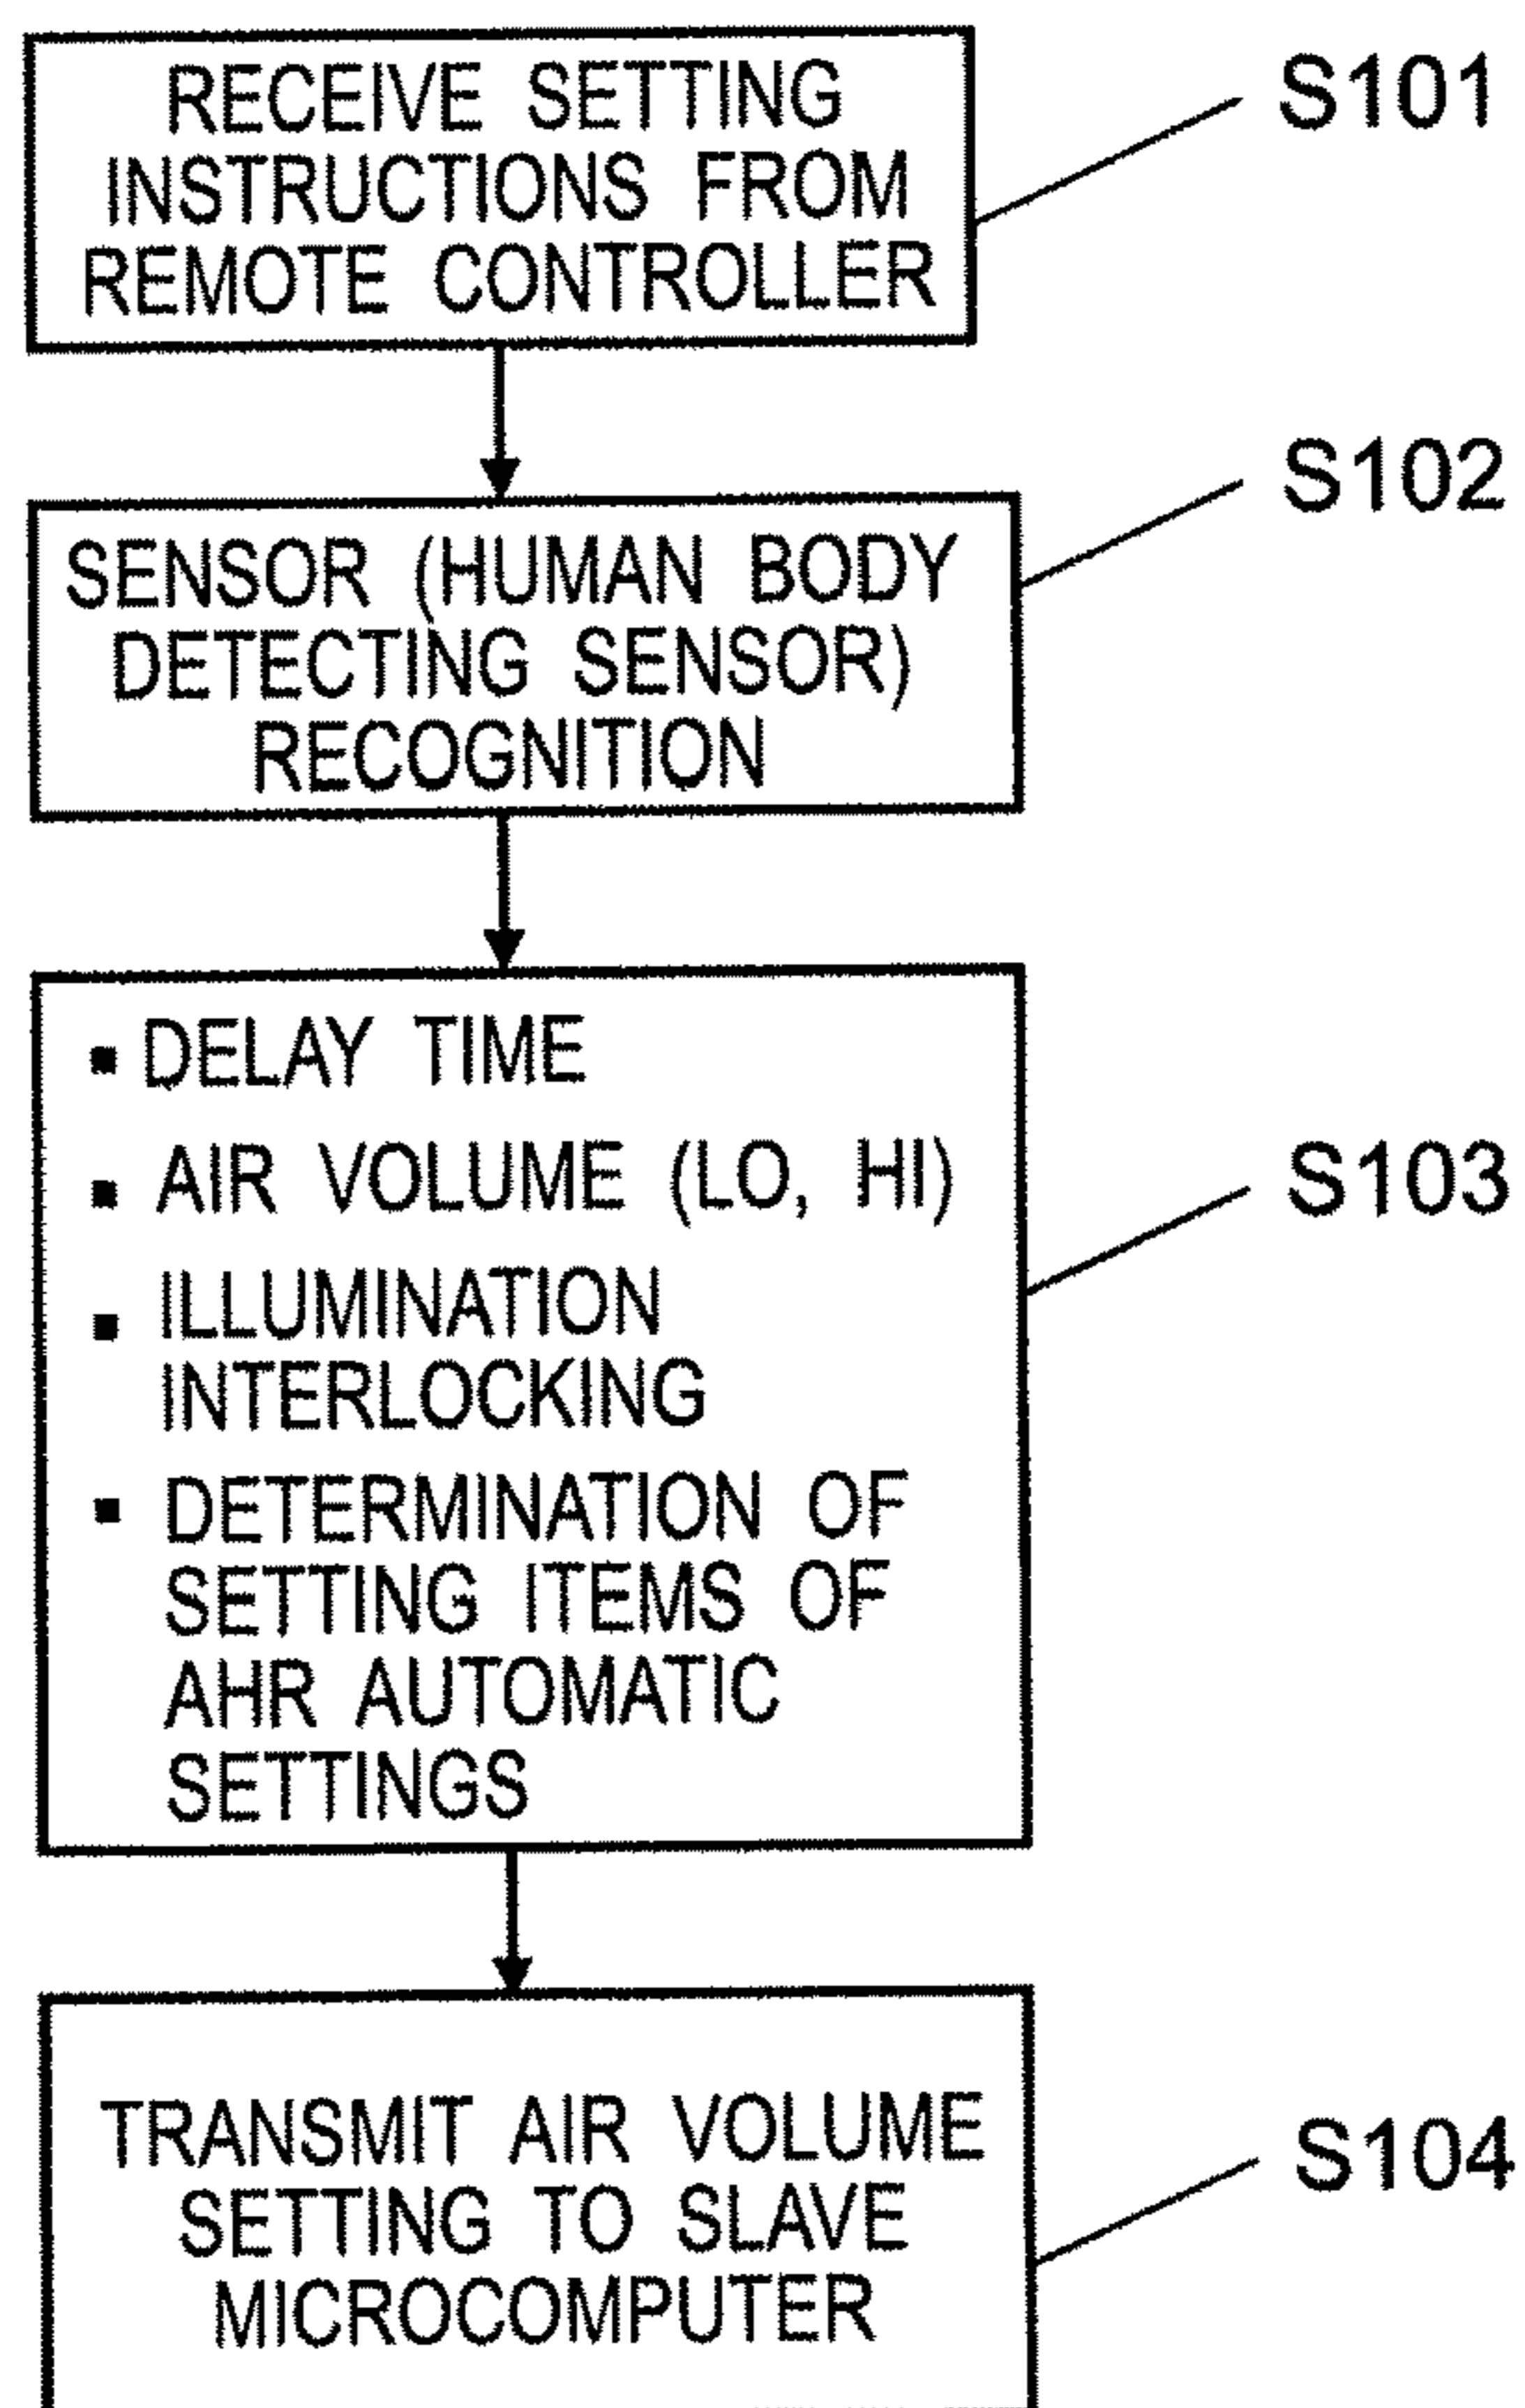 RECEIVE SETTING
INSTRUCTIONS FROM
REMOTE CONTROLLER
S101
SENSOR (HUMAN BODY
DETECTING SENSOR)
RECOGNITION
S102
▪ DELAY TIME
▪ AIR VOLUME (LO, HI)
▪ ILLUMINATION
INTERLOCKING
▪ DETERMINATION OF
SETTING ITEMS OF
AHR AUTOMATIC
SETTINGS
S103
TRANSMIT AIR VOLUME
SETTING TO SLAVE
MICROCOMPUTER
S104